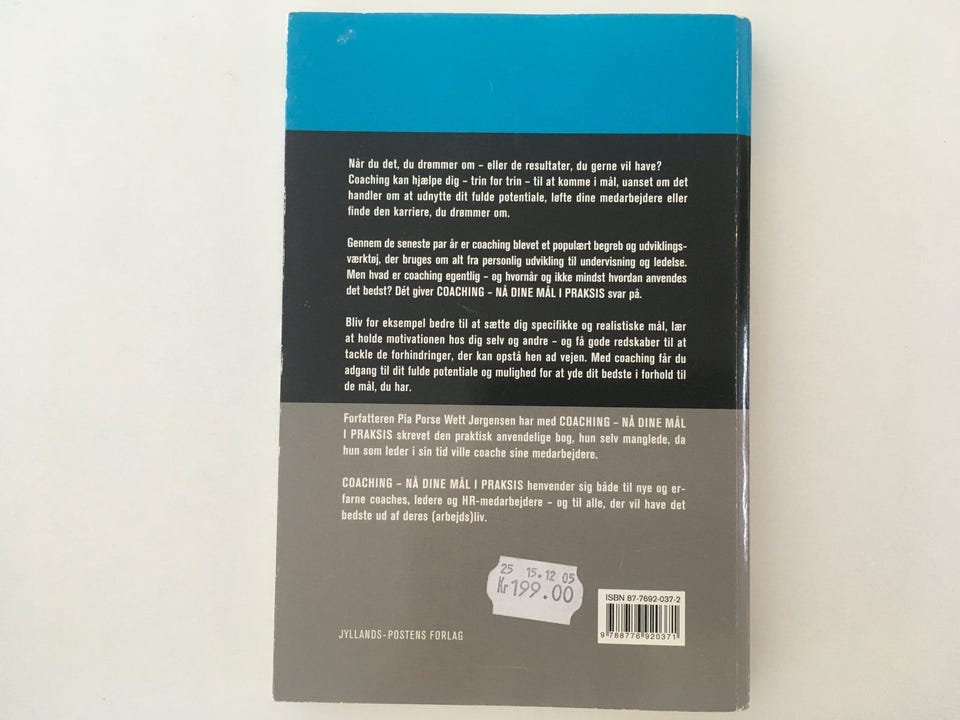 Når du det, du drømmer om – eller de resultater, du gerne vil have?
Coaching kan hjælpe dig – trin for trin – til at komme i mål, uanset om det
handler om at udnytte dit fulde potentiale, løfte dine medarbejdere eller
finde den karriere, du drømmer om.
Gennem de seneste par år er coaching blevet et populært begreb og udviklings-
værktøj, der bruges om alt fra personlig udvikling til undervisning og ledelse.
Men hvad er coaching egentlig – og hvornår og ikke mindst hvordan anvendes
det bedst? Dét giver COACHING – NÅ DINE MÅL I PRAKSIS svar på.
Bliv for eksempel bedre til at sætte dig specifikke og realistiske mål, lær
at holde motivationen hos dig selv og andre – og få gode redskaber til at
tackle de forhindringer, der kan opstå hen ad vejen. Med coaching får du
adgang til dit fulde potentiale og mulighed for at yde dit bedste i forhold til
de mål, du har.
Forfatteren Pia Porse Wett Jørgensen har med COACHING – NÅ DINE MÅL
I PRAKSIS skrevet den praktisk anvendelige bog, hun selv manglede, da
hun som leder i sin tid ville coache sine medarbejdere.
COACHING – NÅ DINE MÅL I PRAKSIS henvender sig både til nye og er-
farne coaches, ledere og HR-medarbejdere – og til alle, der vil have det
bedste ud af deres (arbejds)liv.
25 15.12 05
Kr 199.00
ISBN 87-7692-037-2
9 788776 920371
JYLLANDS-POSTENS FORLAG